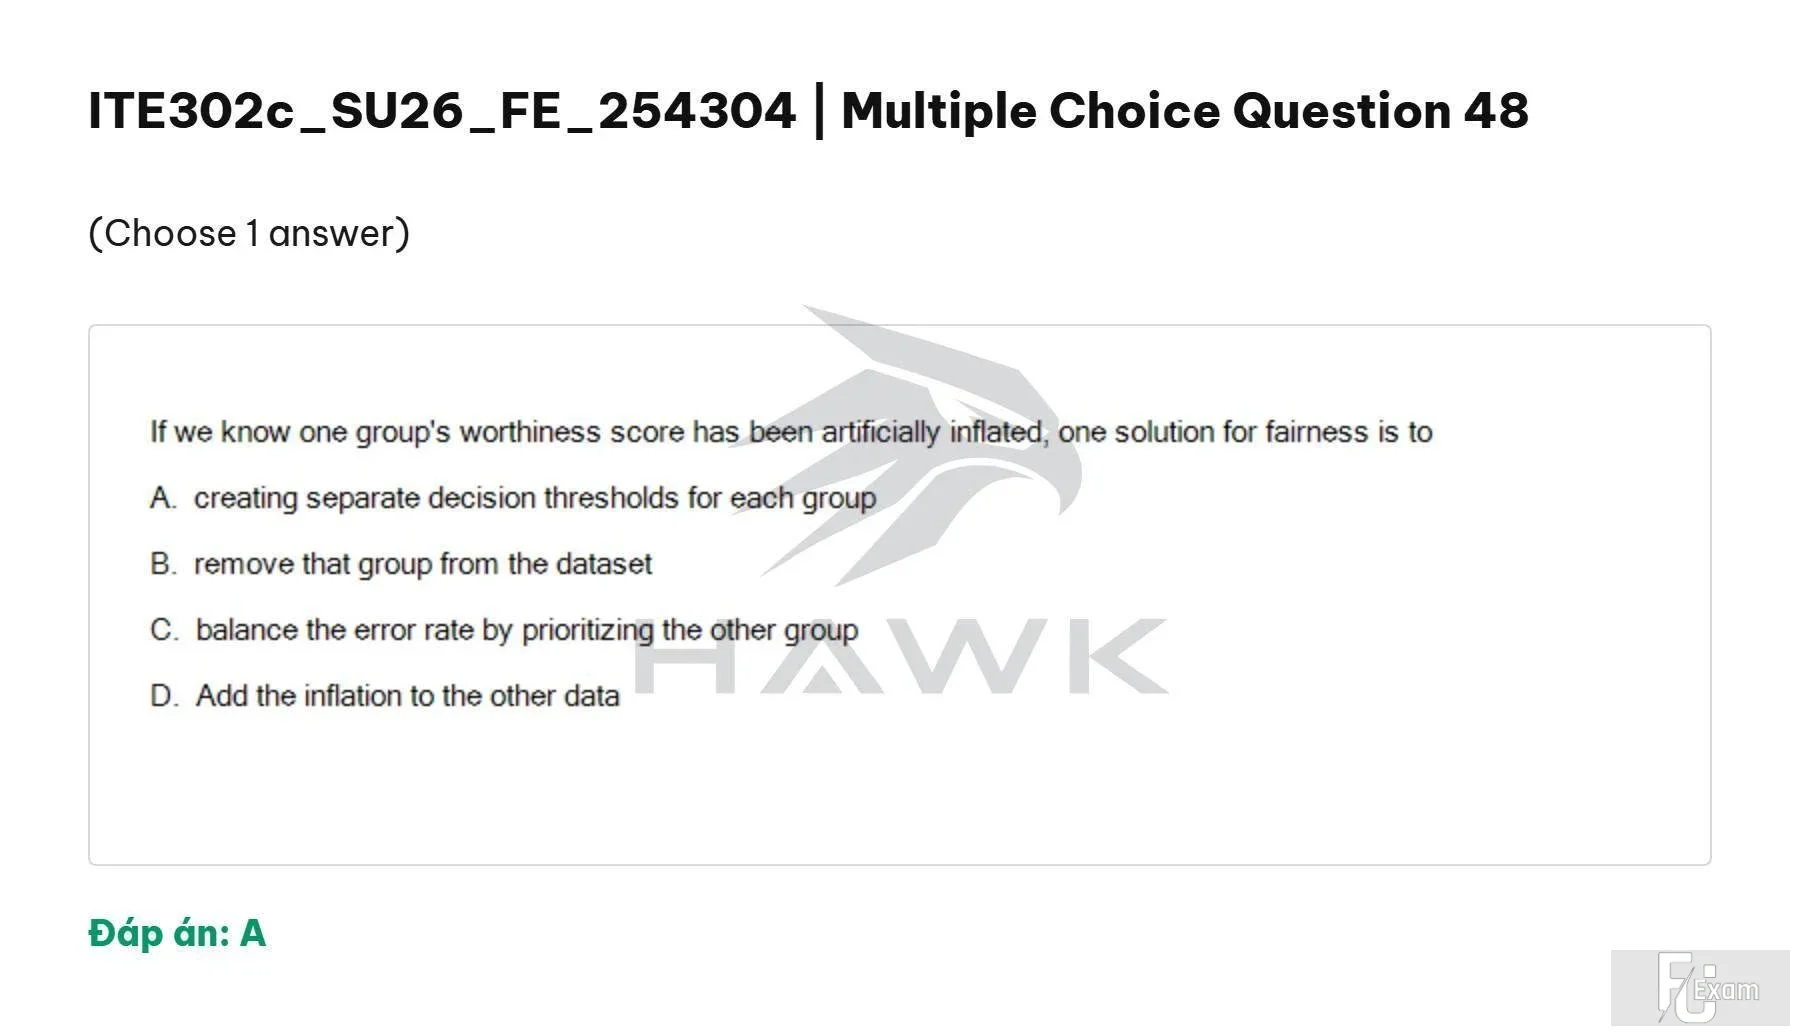 ITE302c_SU26_FE_254304 | Multiple Choice Question 48
(Choose 1 answer)
If we know one group's worthiness score has been artificially inflated, one solution for fairness is to
A. creating separate decision thresholds for each group
B. remove that group from the dataset
C. balance the error rate by prioritizing the other group
D. Add the inflation to the other data
HAWK
Đáp án: A
FU Exam